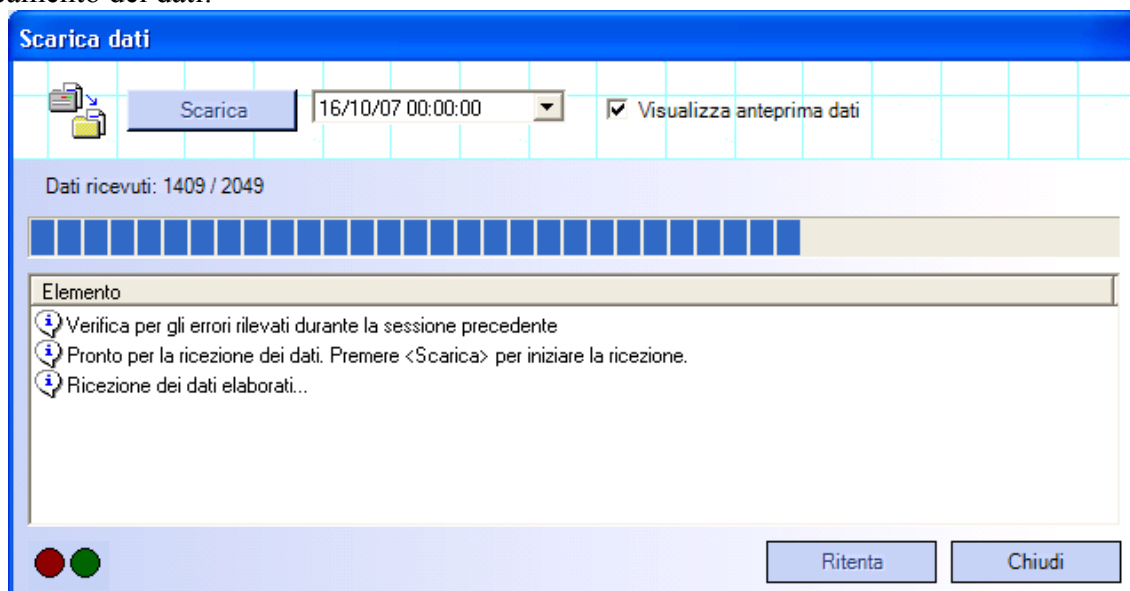 dei dati.
Scarica dati
Scarica 16/10/07 00:00:00 Visualizza anteprima dati
Dati ricevuti: 1409 / 2049
Elemento
Verifica per gli errori rilevati durante la sessione precedente
Pronto per la ricezione dei dati. Premere <Scarica> per iniziare la ricezione.
Ricezione dei dati elaborati...
Ritenta Chiudi